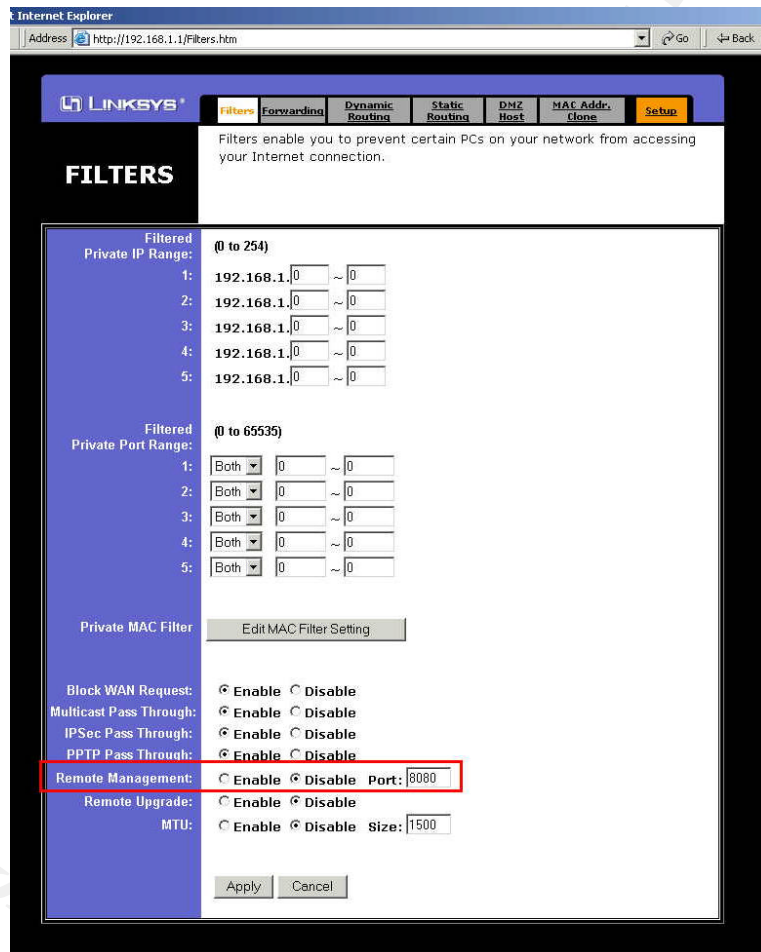 t Internet Explorer
Address http://192.168.1.1/Filters.htm Go Back
LINKSYS®
Filters Forwarding Dynamic Routing Static Routing DMZ Host MAC Addr. Clone Setup
FILTERS
Filters enable you to prevent certain PCs on your network from accessing
your Internet connection.
Filtered
Private IP Range: (0 to 254)
1: 192.168.1. 0 ~ 0
2: 192.168.1. 0 ~ 0
3: 192.168.1. 0 ~ 0
4: 192.168.1. 0 ~ 0
5: 192.168.1. 0 ~ 0
Filtered
Private Port Range: (0 to 65535)
1: Both 0 ~ 0
2: Both 0 ~ 0
3: Both 0 ~ 0
4: Both 0 ~ 0
5: Both 0 ~ 0
Private MAC Filter Edit MAC Filter Setting
Block WAN Request: Enable Disable
Multicast Pass Through: Enable Disable
IPSec Pass Through: Enable Disable
PPTP Pass Through: Enable Disable
Remote Management: Enable Disable Port: 8080
Remote Upgrade: Enable Disable
MTU: Enable Disable Size: 1500
Apply Cancel